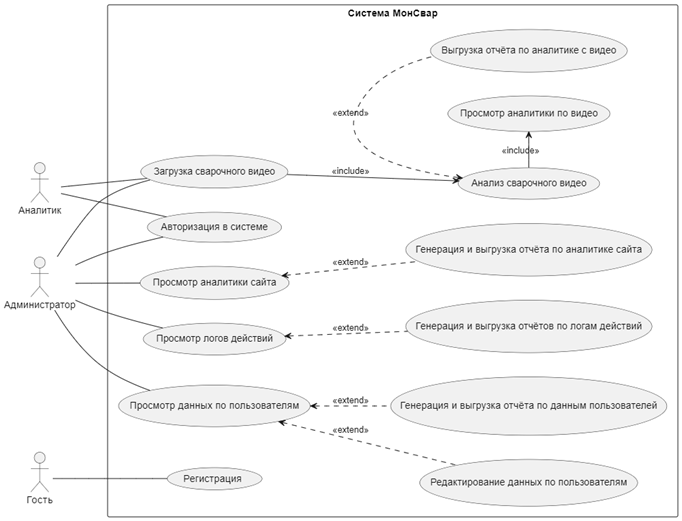 Система МонСвар
Выгрузка отчёта по аналитике с видео
«extend»
Просмотр аналитики по видео
«include»
Загрузка сварочного видео
«include»
Анализ сварочного видео
Аналитик
Авторизация в системе
Генерация и выгрузка отчёта по аналитике сайта
«extend»
Просмотр аналитики сайта
Администратор
Генерация и выгрузка отчётов по логам действий
«extend»
Просмотр логов действий
Просмотр данных по пользователям
«extend»
Генерация и выгрузка отчёта по данным пользователей
«extend»
Регистрация
Редактирование данных по пользователям
Гость